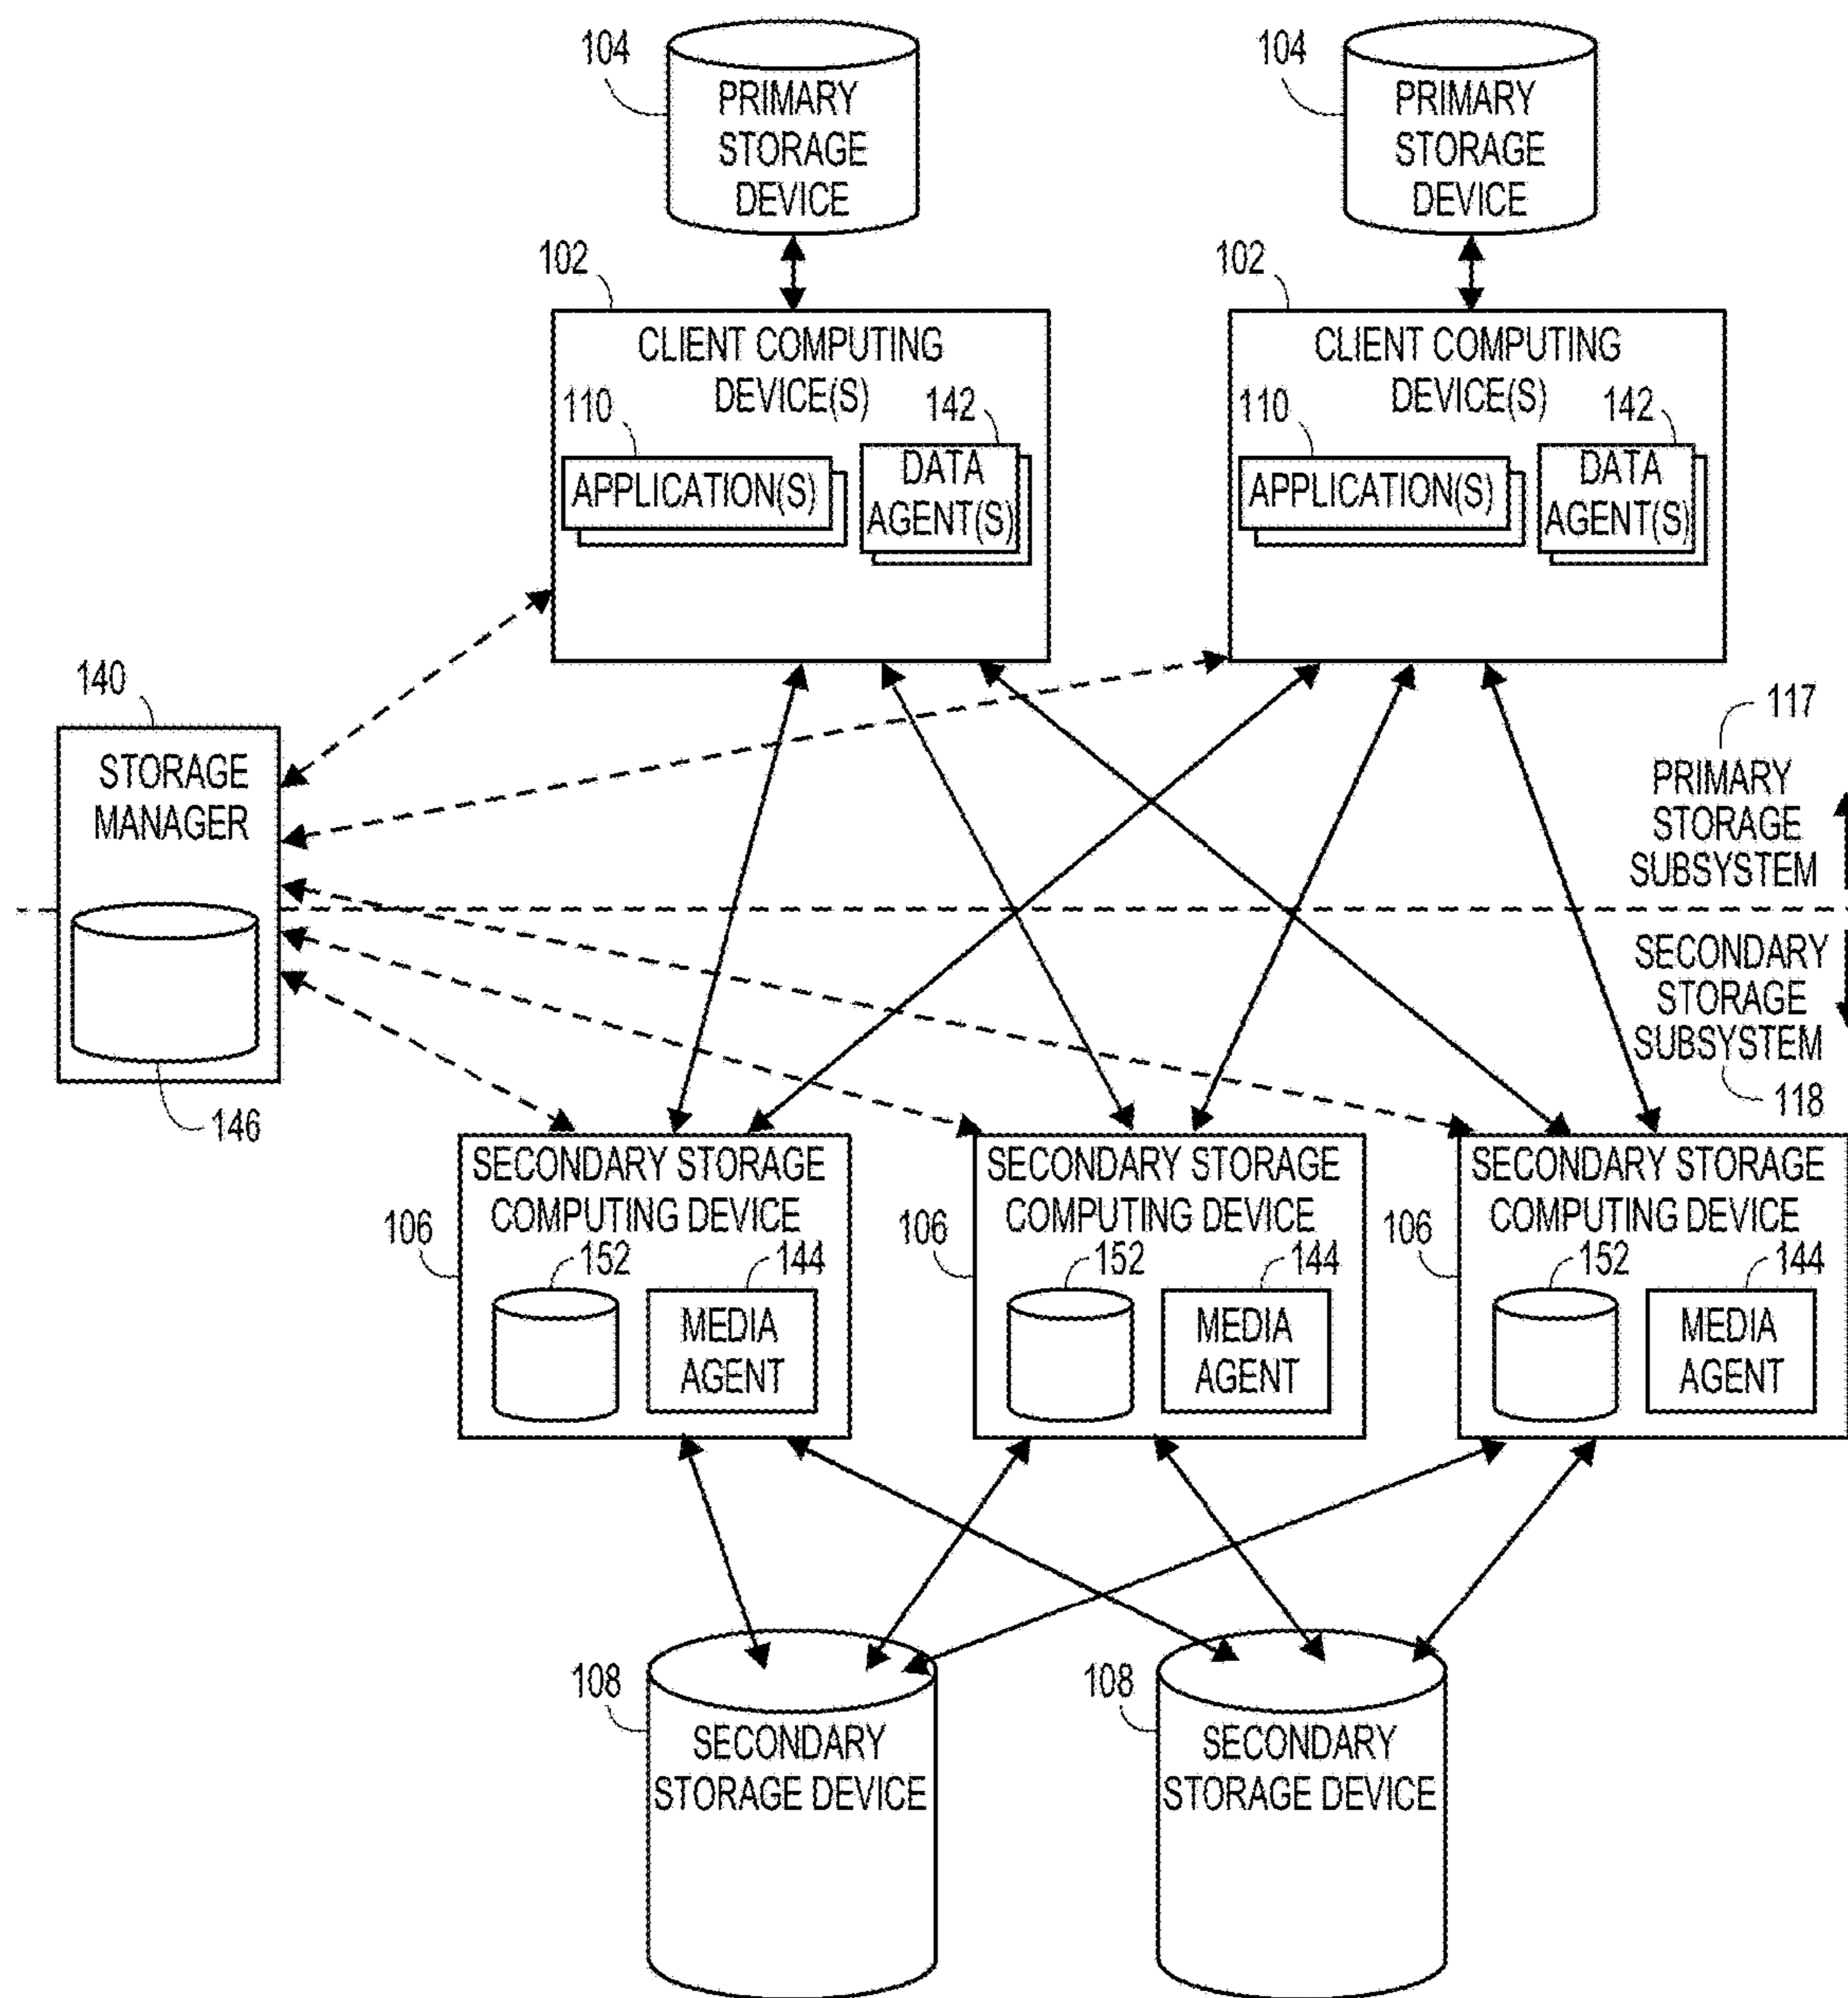 104
PRIMARY
STORAGE
DEVICE
104
PRIMARY
STORAGE
DEVICE
102
CLIENT COMPUTING
DEVICE(S)
110
142
APPLICATION(S)
DATA
AGENT(S)
102
CLIENT COMPUTING
DEVICE(S)
110
142
APPLICATION(S)
DATA
AGENT(S)
140
STORAGE
MANAGER
146
117
PRIMARY
STORAGE
SUBSYSTEM
SECONDARY
STORAGE
SUBSYSTEM
118
106
SECONDARY STORAGE
COMPUTING DEVICE
152
144
MEDIA
AGENT
106
SECONDARY STORAGE
COMPUTING DEVICE
152
144
MEDIA
AGENT
106
SECONDARY STORAGE
COMPUTING DEVICE
152
144
MEDIA
AGENT
108
SECONDARY
STORAGE DEVICE
108
SECONDARY
STORAGE DEVICE